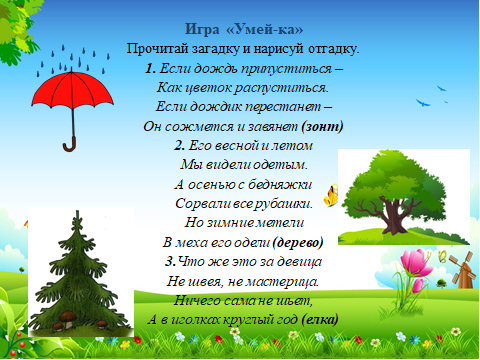 Игра «Умей-ка»
Прочитай загадку и нарисуй отгадку.
1. Если дождь припуститься –
Как цветок распуститься.
Если дождик перестанет –
Он сожмется и завянет (зонт)
2. Его весной и летом
Мы видели одетым.
А осенью с бедняжки
Сорвали все рубашки.
Но зимние метели
В меха его одели (дерево)
3.Что же это за девица
Не швея, не мастерица.
Ничего сама не шьет,
А в иголках круглый год (елка)